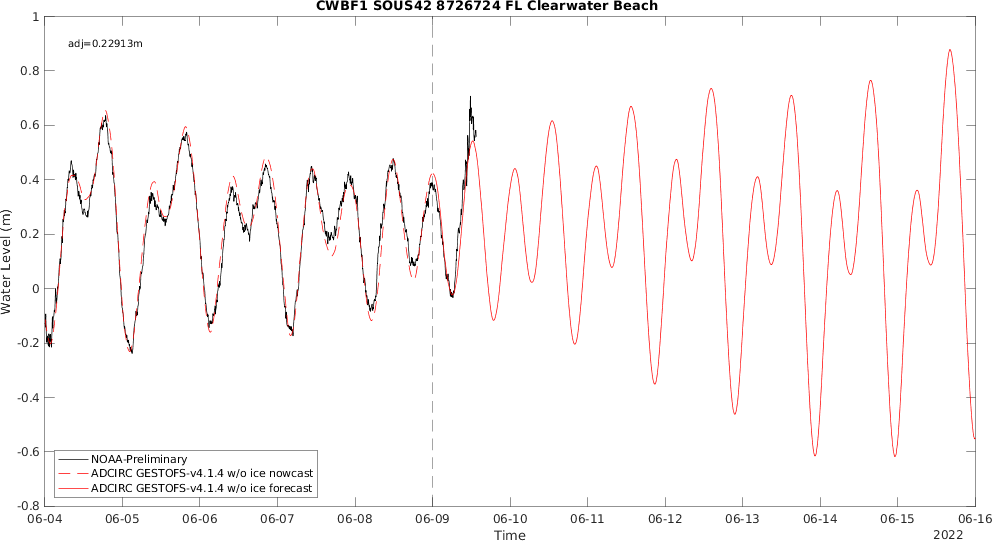 CWBF1 SOUS42 8726724 FL Clearwater Beach
adj=0.22913m
1
0.8
0.6
0.4
0.2
0
-0.2
-0.4
-0.6
-0.8
Water Level (m)
NOAA-Preliminary
ADCIRC GESTOFS-v4.1.4 w/o ice nowcast
ADCIRC GESTOFS-v4.1.4 w/o ice forecast
06-04 06-05 06-06 06-07 06-08 06-09 06-10 06-11 06-12 06-13 06-14 06-15 06-16
Time
2022